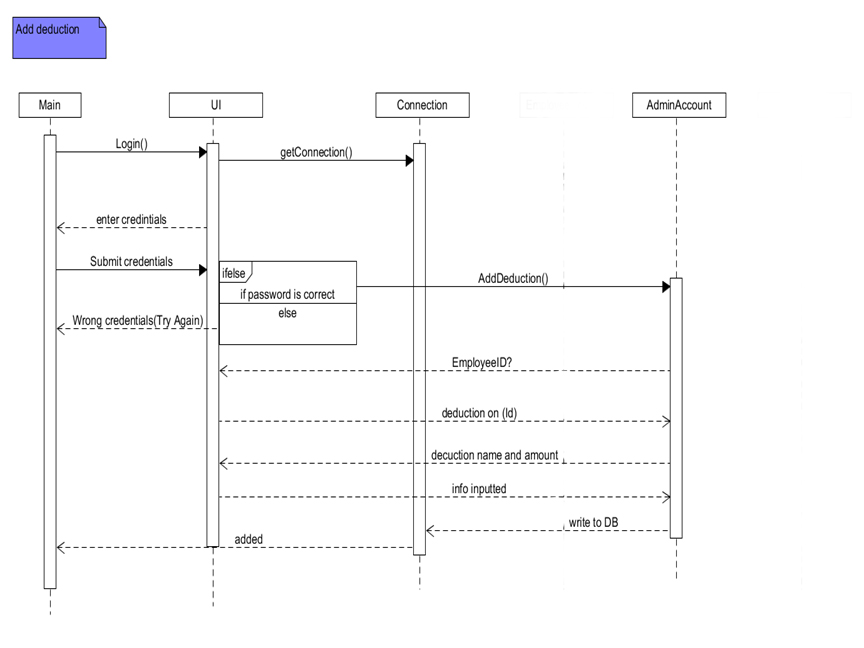 Add deduction
Main
UI
Connection
AdminAccount
Login()
getConnection()
enter credintials
Submit credentials
ifelse
if password is correct
AddDeduction()
else
Wrong credentials(Try Again)
EmployeeID?
deduction on (Id)
decuction name and amount
info inputted
write to DB
added